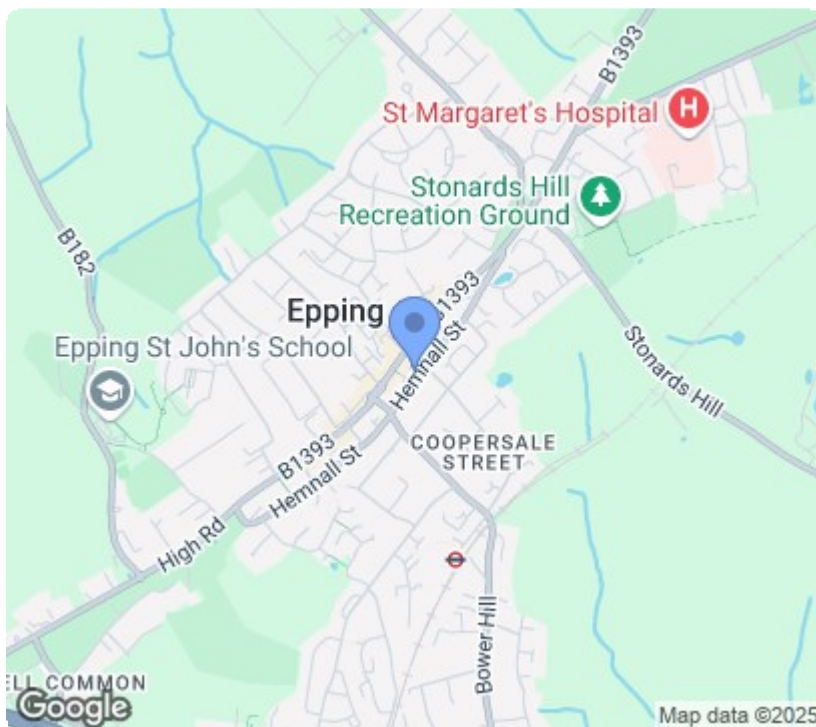 B1393
St Margaret's Hospital
H
Stonards Hill
Recreation Ground
B182
B1393
Epping
Hemnall St
Epping St John's School
Stonards Hill
COOPERSALE
STREET
B1393
Hemnall St
High Rd
Bower Hill
ELL COMMON
Google
Map data ©2025